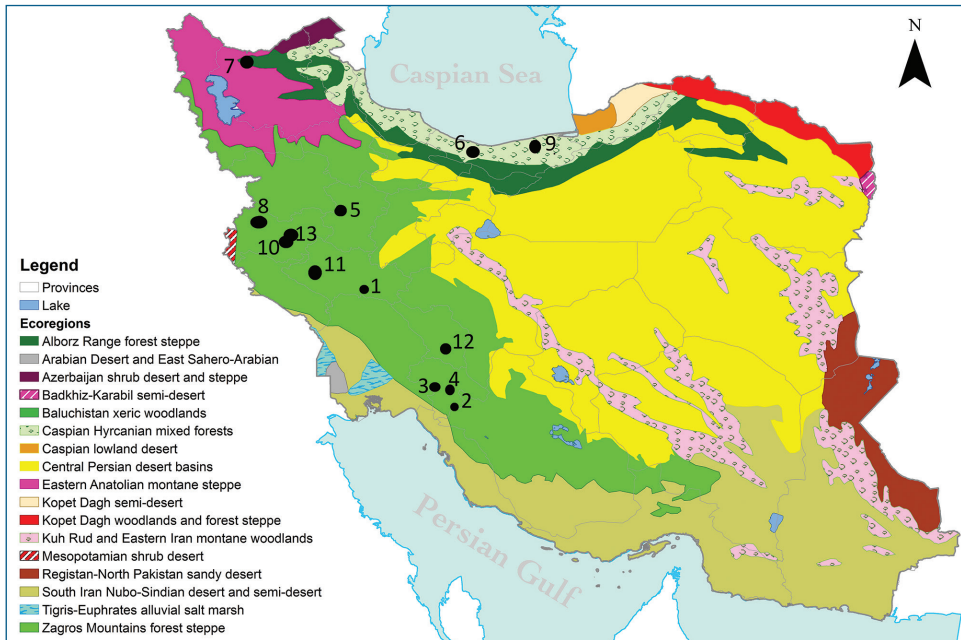 N
Caspian Sea
7
6
9
8
5
13
10
11
1
12
3
4
2
Persian Gulf
Legend
Provinces
Lake
Ecoregions
Alborz Range forest steppe
Arabian Desert and East Sahero-Arabian
Azerbaijan shrub desert and steppe
Badkhiz-Karabil semi-desert
Baluchistan xeric woodlands
Caspian Hyrcanian mixed forests
Caspian lowland desert
Central Persian desert basins
Eastern Anatolian montane steppe
Kopet Dagh semi-desert
Kopet Dagh woodlands and forest steppe
Kuh Rud and Eastern Iran montane woodlands
Mesopotamian shrub desert
Registan-North Pakistan sandy desert
South Iran Nubo-Sindian desert and semi-desert
Tigris-Euphrates alluvial salt marsh
Zagros Mountains forest steppe